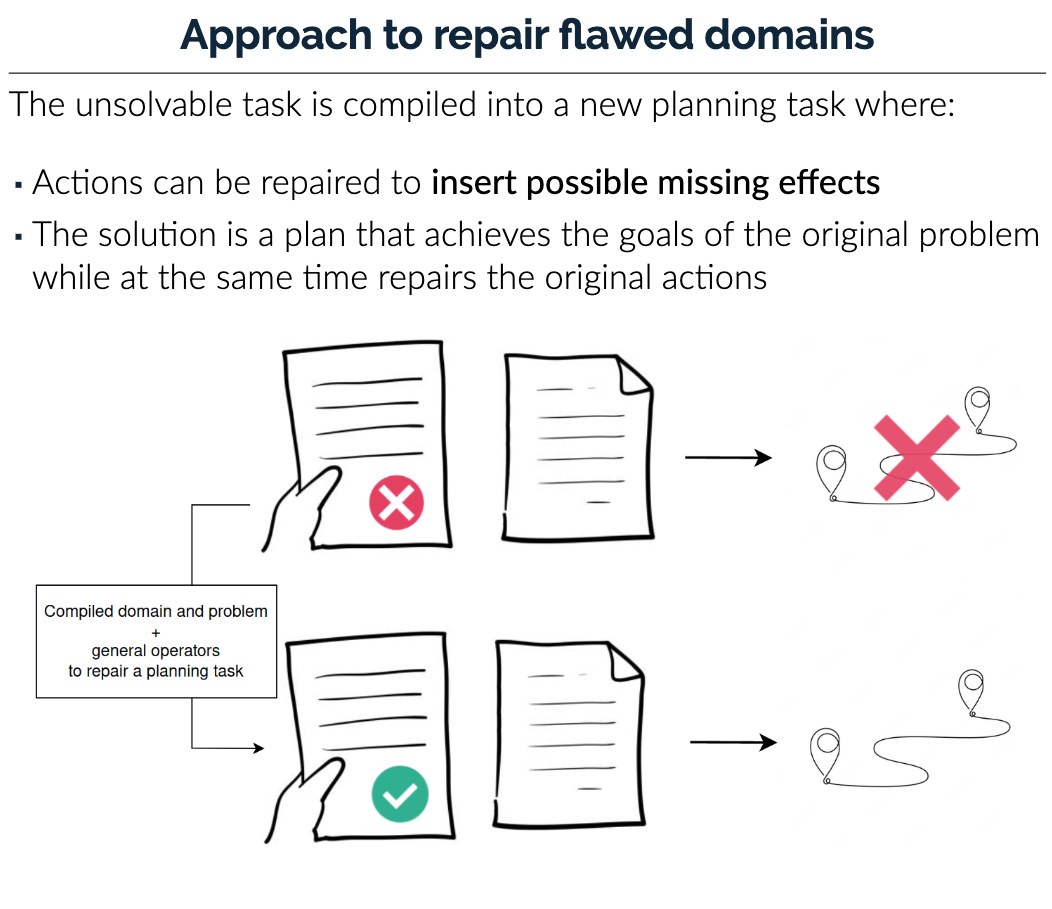 Approach to repair flawed domains
The unsolvable task is compiled into a new planning task where:
▪ Actions can be repaired to insert possible missing effects
▪ The solution is a plan that achieves the goals of the original problem
while at the same time repairs the original actions
Compiled domain and problem
+
general operators
to repair a planning task